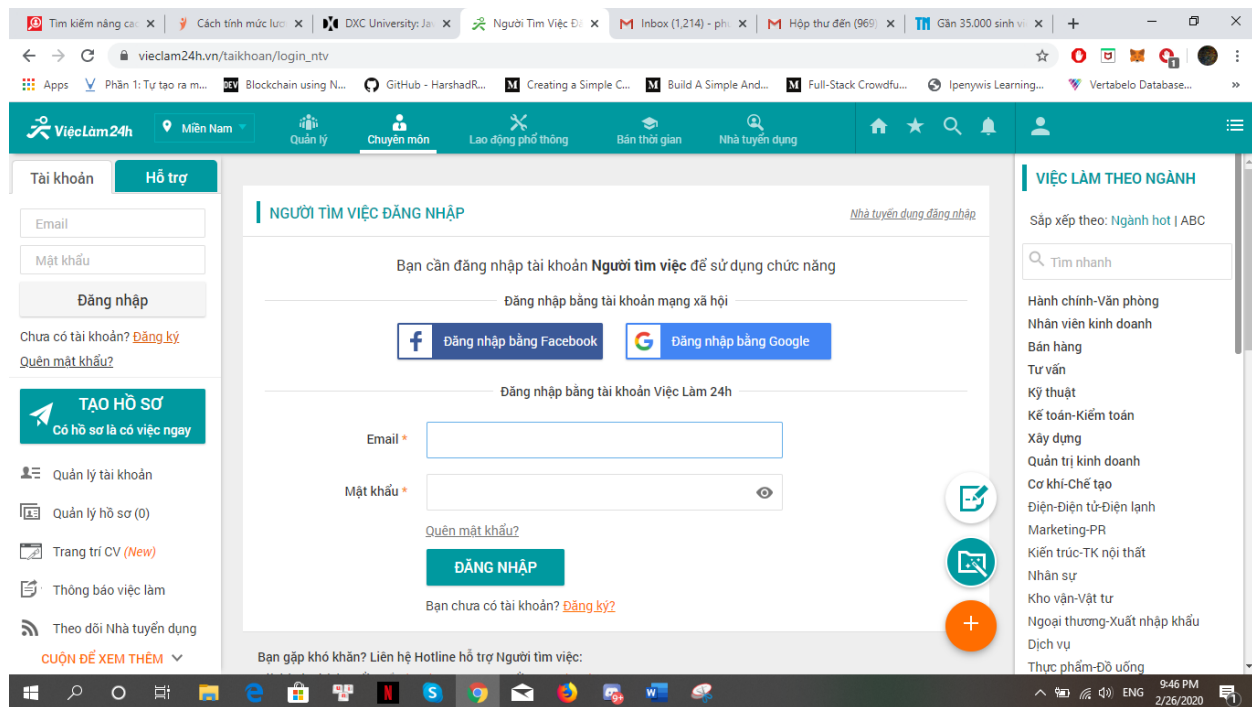 Tìm kiếm nâng cao
Cách tính mức lươ
DXC University: Jav
Người Tìm Việc Đă
Inbox (1,214) - phu
Hộp thư đến (969)
Gần 35.000 sinh vi
vieclam24h.vn/taikhoan/login_ntv
Apps
Phần 1: Tự tạo ra m...
Blockchain using N...
GitHub - HarshadR...
Creating a Simple C...
Build A Simple And...
Full-Stack Crowdfu...
Ipenywis Learning...
Vertabelo Database...
ViệcLàm24h
Miền Nam
Quản lý
Chuyên môn
Lao động phổ thông
Bán thời gian
Nhà tuyển dụng
Tài khoản
Hỗ trợ
Email
Mật khẩu
Đăng nhập
Chưa có tài khoản? Đăng ký
Quên mật khẩu?
TẠO HỒ SƠ
Có hồ sơ là có việc ngay
Quản lý tài khoản
Quản lý hồ sơ (0)
Trang trí CV (New)
Thông báo việc làm
Theo dõi Nhà tuyển dụng
CUỘN ĐỂ XEM THÊM
NGƯỜI TÌM VIỆC ĐĂNG NHẬP
Nhà tuyển dụng đăng nhập
Bạn cần đăng nhập tài khoản Người tìm việc để sử dụng chức năng
Đăng nhập bằng tài khoản mạng xã hội
Đăng nhập bằng Facebook
Đăng nhập bằng Google
Đăng nhập bằng tài khoản Việc Làm 24h
Email *
Mật khẩu *
Quên mật khẩu?
ĐĂNG NHẬP
Bạn chưa có tài khoản? Đăng ký?
Bạn gặp khó khăn? Liên hệ Hotline hỗ trợ Người tìm việc:
VIỆC LÀM THEO NGÀNH
Sắp xếp theo: Ngành hot | ABC
Tìm nhanh
Hành chính-Văn phòng
Nhân viên kinh doanh
Bán hàng
Tư vấn
Kỹ thuật
Kế toán-Kiểm toán
Xây dựng
Quản trị kinh doanh
Cơ khí-Chế tạo
Điện-Điện tử-Điện lạnh
Marketing-PR
Kiến trúc-TK nội thất
Nhân sự
Kho vận-Vật tư
Ngoại thương-Xuất nhập khẩu
Dịch vụ
Thực phẩm-Đồ uống
ENG
9:46 PM
2/26/2020